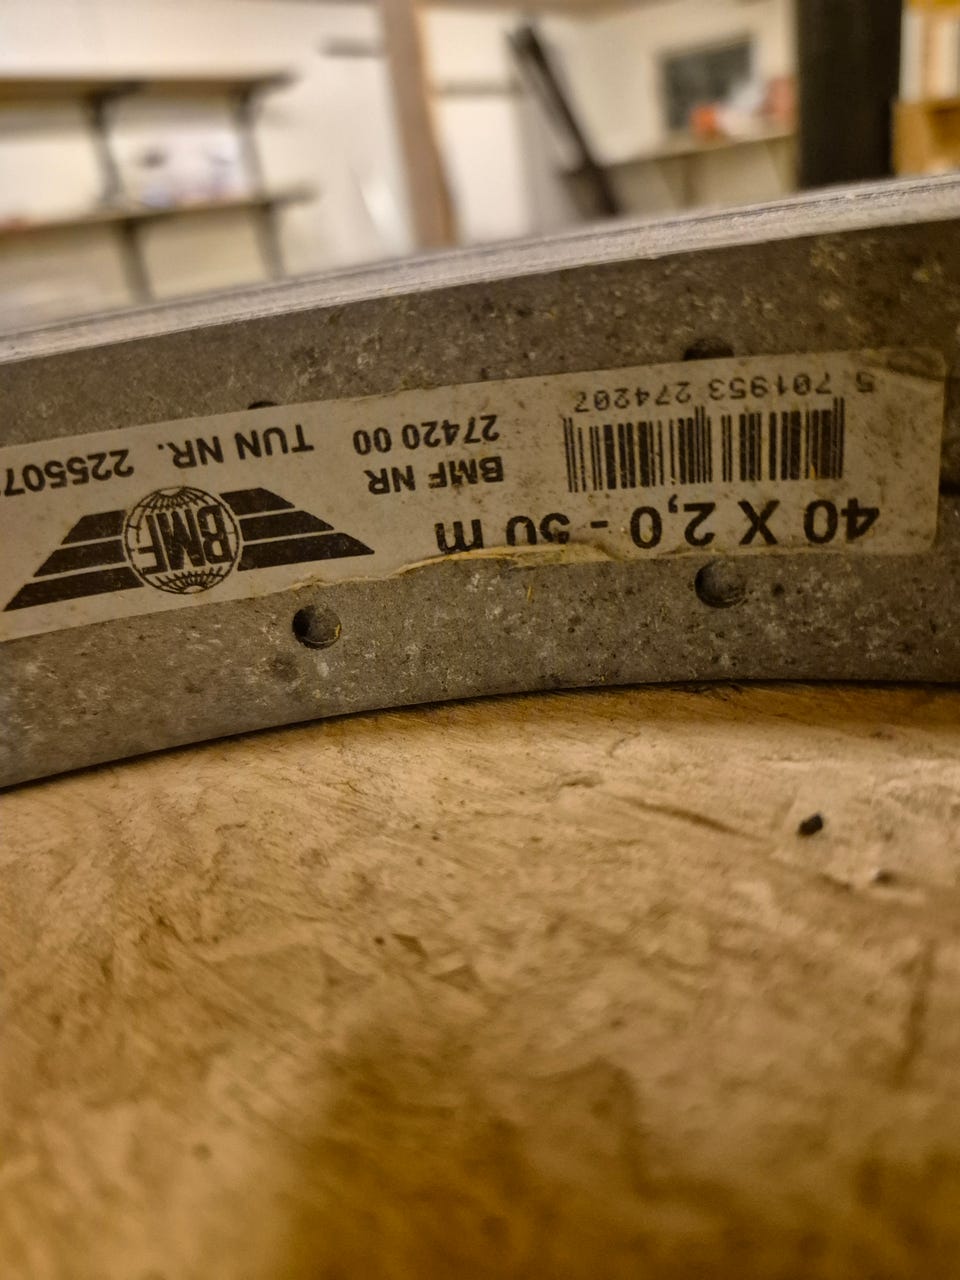 40 X 2,0 - 50 m
5 701953 274207
BMF NR
27420 00
BMF
TUN NR. 225507